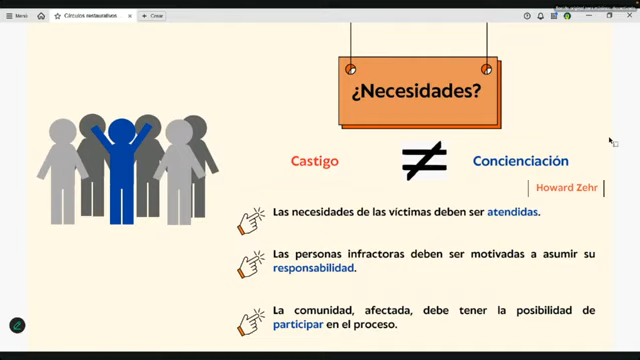 Menú
Círculos restaurativos...
Crear
¿Necesidades?
Castigo
≠
Concienciación
Howard Zehr
Las necesidades de las víctimas deben ser atendidas.
Las personas infractoras deben ser motivadas a asumir su
responsabilidad.
La comunidad, afectada, debe tener la posibilidad de
participar en el proceso.